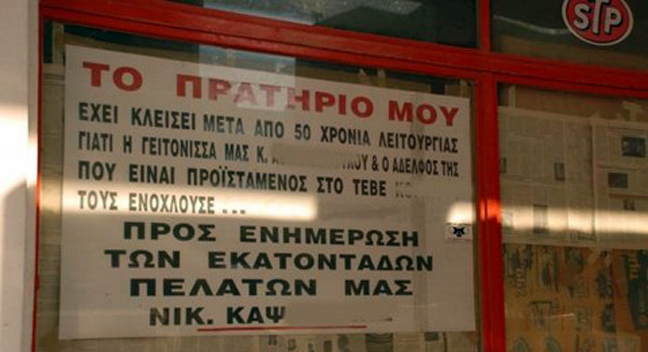 STP
ΤΟ ΠΡΑΤΗΡΙΟ ΜΟΥ
ΕΧΕΙ ΚΛΕΙΣΕΙ ΜΕΤΑ ΑΠΟ 50 ΧΡΟΝΙΑ ΛΕΙΤΟΥΡΓΙΑΣ
ΓΙΑΤΙ Η ΓΕΙΤΟΝΙΣΣΑ ΜΑΣ Κ. & Ο ΑΔΕΛΦΟΣ ΤΗΣ
ΠΟΥ ΕΙΝΑΙ ΠΡΟΪΣΤΑΜΕΝΟΣ ΣΤΟ ΤΕΒΕ
ΤΟΥΣ ΕΝΟΧΛΟΥΣΕ ...
ΠΡΟΣ ΕΝΗΜΕΡΩΣΗ
ΤΩΝ ΕΚΑΤΟΝΤΑΔΩΝ
ΠΕΛΑΤΩΝ ΜΑΣ
ΝΙΚ. ΚΑΨ